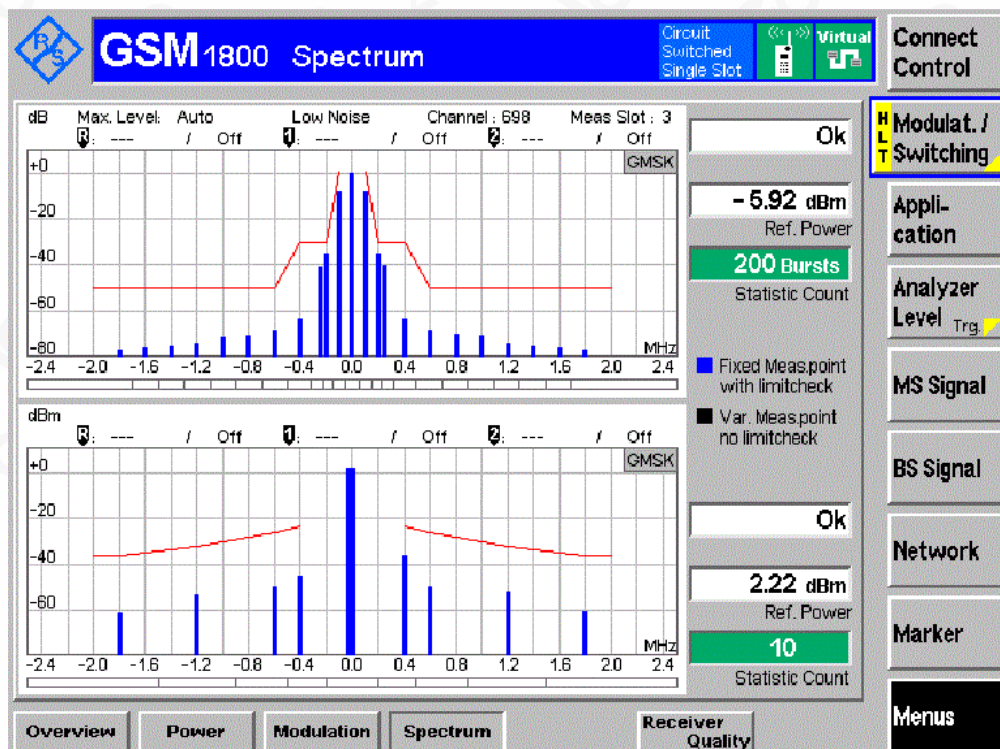 R/S
GSM 1800 Spectrum
Circuit Switched Single Slot
Virtual
Connect Control
dB Max. Level: Auto Low Noise Channel : 698 Meas Slot : 3
R: --- / Off 1: --- / Off 2: --- / Off
GMSK
+0
-20
-40
-60
-80
MHz
-2.4 -2.0 -1.6 -1.2 -0.8 -0.4 0.0 0.4 0.8 1.2 1.6 2.0 2.4
Ok
-5.92 dBm
Ref. Power
200 Bursts
Statistic Count
Fixed Meas.point
with limitcheck
Var. Meas.point
no limitcheck
dBm
R: --- / Off 1: --- / Off 2: --- / Off
GMSK
+0
-20
-40
-60
MHz
-2.4 -2.0 -1.6 -1.2 -0.8 -0.4 0.0 0.4 0.8 1.2 1.6 2.0 2.4
Ok
2.22 dBm
Ref. Power
10
Statistic Count
HLT
Modulat. /
Switching
Appli-
cation
Analyzer
Level Trg.
MS Signal
BS Signal
Network
Marker
Menus
Overview
Power
Modulation
Spectrum
Receiver
Quality